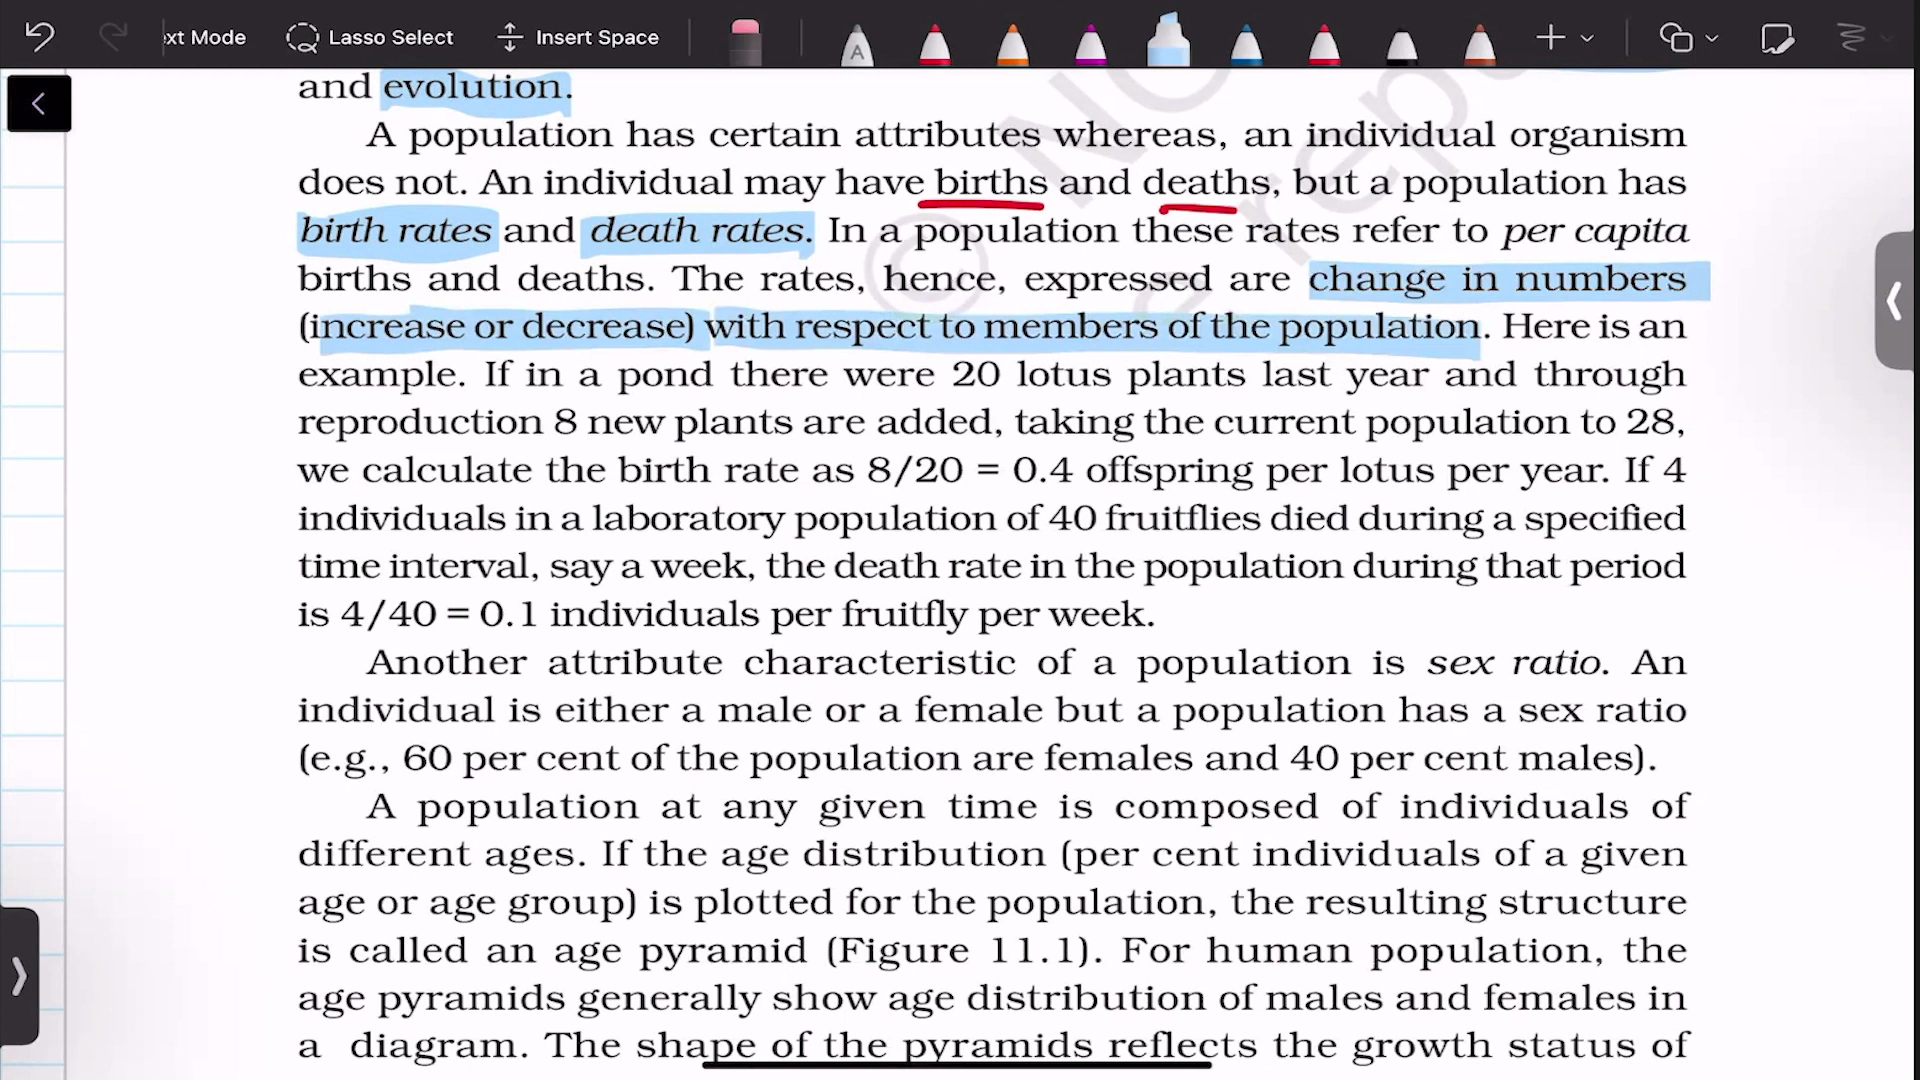 xt Mode
Lasso Select
Insert Space
A
and evolution.
A population has certain attributes whereas, an individual organism
does not. An individual may have births and deaths, but a population has
birth rates and death rates. In a population these rates refer to per capita
births and deaths. The rates, hence, expressed are change in numbers
(increase or decrease) with respect to members of the population. Here is an
example. If in a pond there were 20 lotus plants last year and through
reproduction 8 new plants are added, taking the current population to 28,
we calculate the birth rate as 8/20 = 0.4 offspring per lotus per year. If 4
individuals in a laboratory population of 40 fruitflies died during a specified
time interval, say a week, the death rate in the population during that period
is 4/40 = 0.1 individuals per fruitfly per week.
Another attribute characteristic of a population is sex ratio. An
individual is either a male or a female but a population has a sex ratio
(e.g., 60 per cent of the population are females and 40 per cent males).
A population at any given time is composed of individuals of
different ages. If the age distribution (per cent individuals of a given
age or age group) is plotted for the population, the resulting structure
is called an age pyramid (Figure 11.1). For human population, the
age pyramids generally show age distribution of males and females in
a diagram. The shape of the pyramids reflects the growth status of